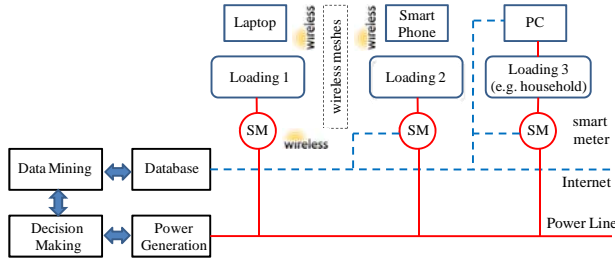 Laptop
wireless
wireless meshes
wireless
Smart
Phone
PC
Loading 1
Loading 2
Loading 3
(e.g. household)
SM
wireless
SM
SM
smart
meter
Data Mining
Database
Internet
Decision
Making
Power
Generation
Power Line